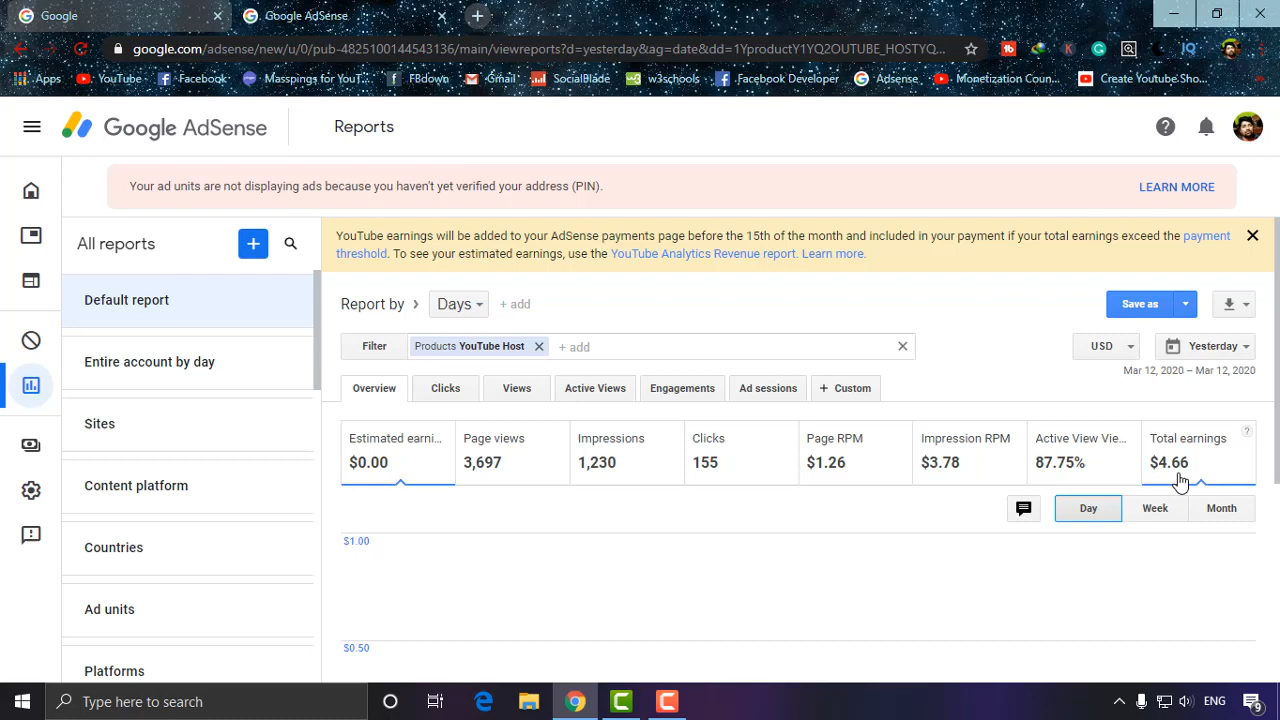 Google
Google AdSense
google.com/adsense/new/u/0/pub-4825100144543136/main/viewreports?d=yesterday&ag=date&dd=1YproductY1YQ2OUTUBE_HOSTYQ...
Apps
YouTube
Facebook
Masspings for YouT...
FBdown
Gmail
SocialBlade
w3schools
Facebook Developer
Adsense
Monetization Coun...
Create Youtube Sho...
Google AdSense
Reports
Your ad units are not displaying ads because you haven't yet verified your address (PIN).
LEARN MORE
All reports
YouTube earnings will be added to your AdSense payments page before the 15th of the month and included in your payment if your total earnings exceed the payment
threshold. To see your estimated earnings, use the YouTube Analytics Revenue report. Learn more.
Default report
Entire account by day
Sites
Content platform
Countries
Ad units
Platforms
Report by › Days + add
Save as
Filter
Products YouTube Host
+ add
USD
Yesterday
Mar 12, 2020 – Mar 12, 2020
Overview
Clicks
Views
Active Views
Engagements
Ad sessions
+ Custom
Estimated earni...
$0.00
Page views
3,697
Impressions
1,230
Clicks
155
Page RPM
$1.26
Impression RPM
$3.78
Active View Vie...
87.75%
Total earnings
$4.66
Day
Week
Month
$1.00
$0.50
Type here to search
ENG
9